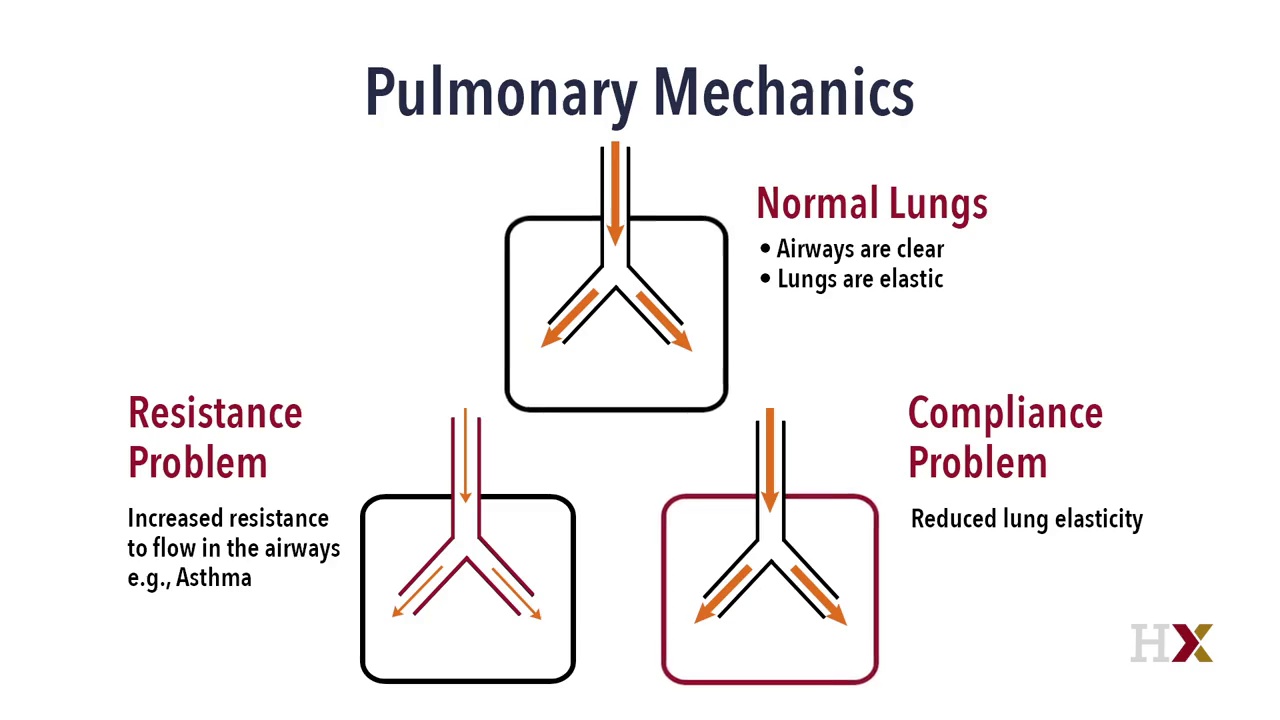 Pulmonary Mechanics
Normal Lungs
• Airways are clear
• Lungs are elastic
Resistance
Problem
Increased resistance
to flow in the airways
e.g., Asthma
Compliance
Problem
Reduced lung elasticity
HX